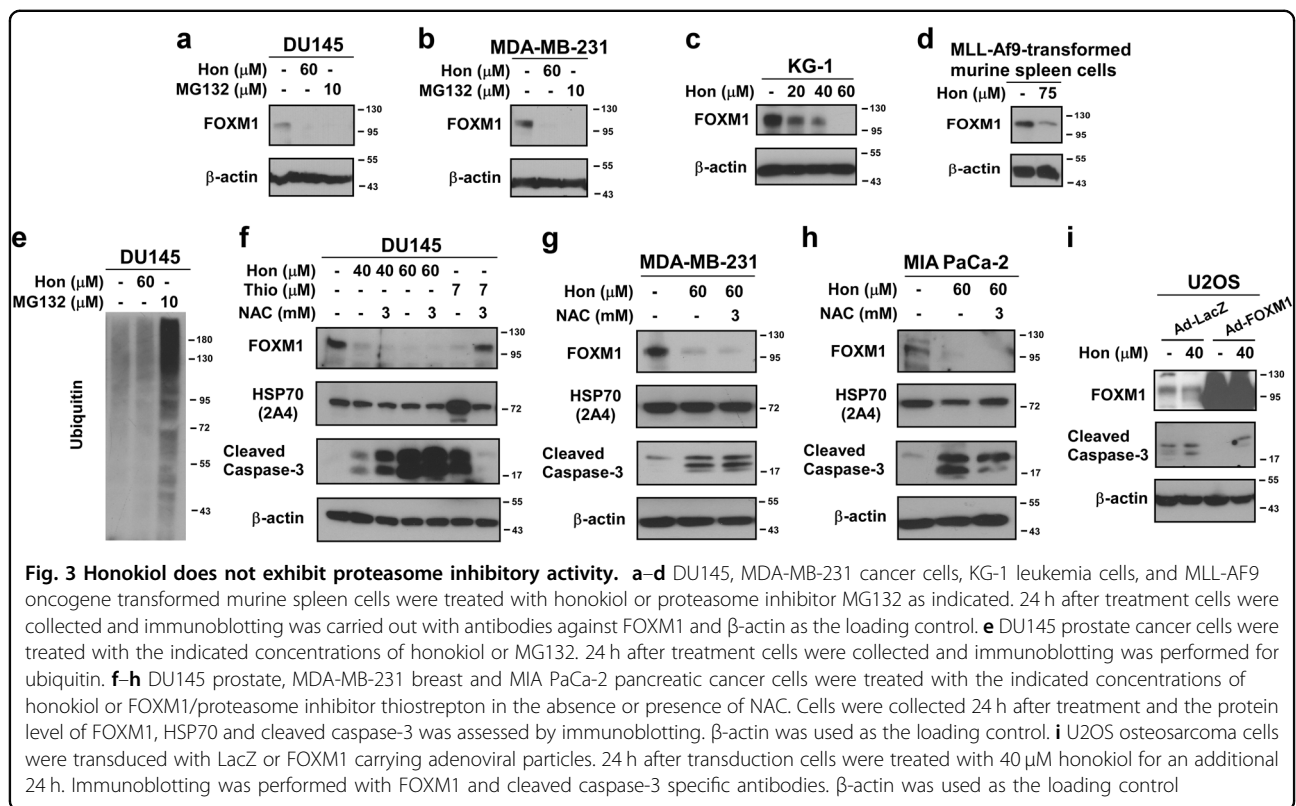 a
DU145
Hon (μM) - 60 -
MG132 (μM) - - 10
FOXM1
– 130
– 95
β-actin
– 55
– 43
b
MDA-MB-231
Hon (μM) - 60 -
MG132 (μM) - - 10
FOXM1
– 130
– 95
β-actin
– 55
– 43
c
KG-1
Hon (μM) - 20 40 60
FOXM1
– 130
– 95
β-actin
– 55
– 43
d
MLL-Af9-transformed
murine spleen cells
Hon (μM) - 75
FOXM1
– 130
– 95
β-actin
– 55
– 43
e
DU145
Hon (μM) - 60 -
MG132 (μM) - - 10
Ubiquitin
– 180
– 130
– 95
– 72
– 55
– 43
f
DU145
Hon (μM) - 40 40 60 60 - -
Thio (μM) - - - - - 7 7
NAC (mM) - - 3 - 3 - 3
FOXM1
– 130
– 95
HSP70
(2A4)
– 72
Cleaved
Caspase-3
– 17
β-actin
– 55
– 43
g
MDA-MB-231
Hon (μM) - 60 60
NAC (mM) - - 3
FOXM1
– 130
– 95
HSP70
(2A4)
– 72
Cleaved
Caspase-3
– 17
β-actin
– 55
– 43
h
MIA PaCa-2
Hon (μM) - 60 60
NAC (mM) - - 3
FOXM1
– 130
– 95
HSP70
(2A4)
– 72
Cleaved
Caspase-3
– 17
β-actin
– 55
– 43
i
U2OS
Ad-LacZ Ad-FOXM1
Hon (μM) - 40 - 40
FOXM1
– 130
– 95
Cleaved
Caspase-3
– 17
β-actin
– 55
– 43
Fig. 3 Honokiol does not exhibit proteasome inhibitory activity. a–d DU145, MDA-MB-231 cancer cells, KG-1 leukemia cells, and MLL-AF9
oncogene transformed murine spleen cells were treated with honokiol or proteasome inhibitor MG132 as indicated. 24 h after treatment cells were
collected and immunoblotting was carried out with antibodies against FOXM1 and β-actin as the loading control. e DU145 prostate cancer cells were
treated with the indicated concentrations of honokiol or MG132. 24 h after treatment cells were collected and immunoblotting was performed for
ubiquitin. f–h DU145 prostate, MDA-MB-231 breast and MIA PaCa-2 pancreatic cancer cells were treated with the indicated concentrations of
honokiol or FOXM1/proteasome inhibitor thiostrepton in the absence or presence of NAC. Cells were collected 24 h after treatment and the protein
level of FOXM1, HSP70 and cleaved caspase-3 was assessed by immunoblotting. β-actin was used as the loading control. i U2OS osteosarcoma cells
were transduced with LacZ or FOXM1 carrying adenoviral particles. 24 h after transduction cells were treated with 40 μM honokiol for an additional
24 h. Immunoblotting was performed with FOXM1 and cleaved caspase-3 specific antibodies. β-actin was used as the loading control